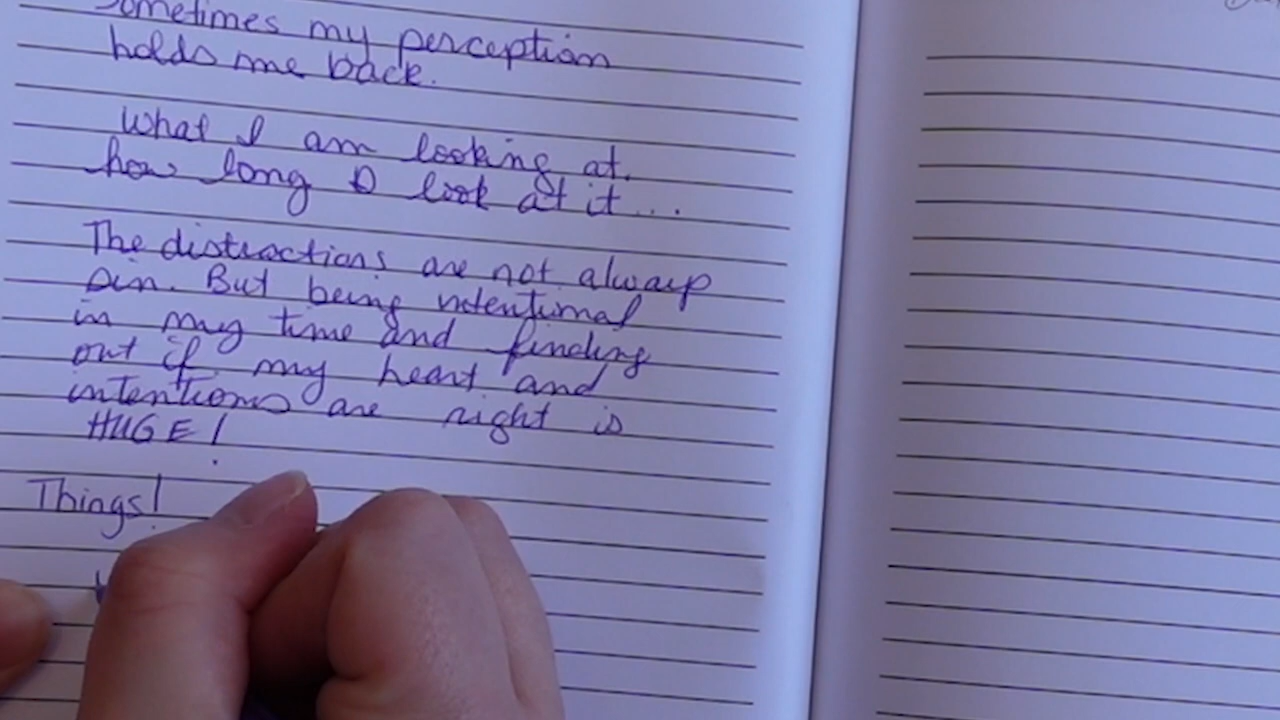 Sometimes my perception
holds me back.
What I am looking at.
how long I look at it...
The distractions are not always
sin. But being intentional
in my time and finding
out if my heart and
intentions are right is
HUGE!
Things!